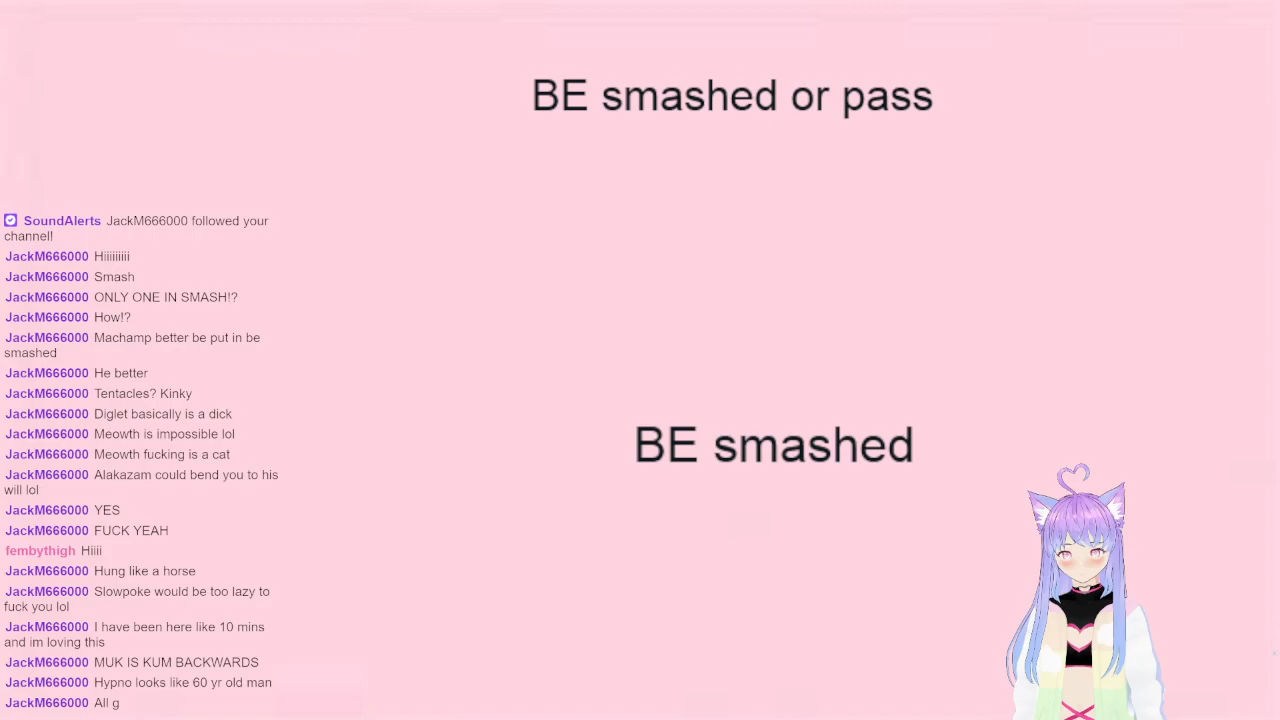 BE smashed or pass
SoundAlerts JackM666000 followed your
channel!
JackM666000 Hiiiiiiiii
JackM666000 Smash
JackM666000 ONLY ONE IN SMASH!?
JackM666000 How!?
JackM666000 Machamp better be put in be
smashed
JackM666000 He better
JackM666000 Tentacles? Kinky
JackM666000 Diglet basically is a dick
JackM666000 Meowth is impossible lol
JackM666000 Meowth fucking is a cat
JackM666000 Alakazam could bend you to his
will lol
JackM666000 YES
JackM666000 FUCK YEAH
fembythigh Hiiii
JackM666000 Hung like a horse
JackM666000 Slowpoke would be too lazy to
fuck you lol
JackM666000 I have been here like 10 mins
and im loving this
JackM666000 MUK IS KUM BACKWARDS
JackM666000 Hypno looks like 60 yr old man
JackM666000 All g
BE smashed